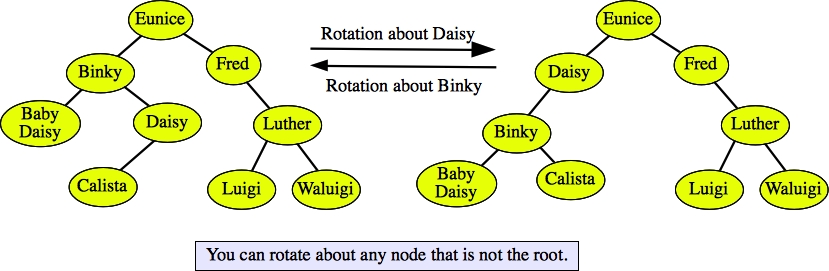 Eunice
Rotation about Daisy
Eunice
Binky
Fred
Rotation about Binky
Daisy
Fred
Baby
Daisy
Daisy
Luther
Binky
Luther
Calista
Luigi
Waluigi
Baby
Daisy
Calista
Luigi
Waluigi
You can rotate about any node that is not the root.